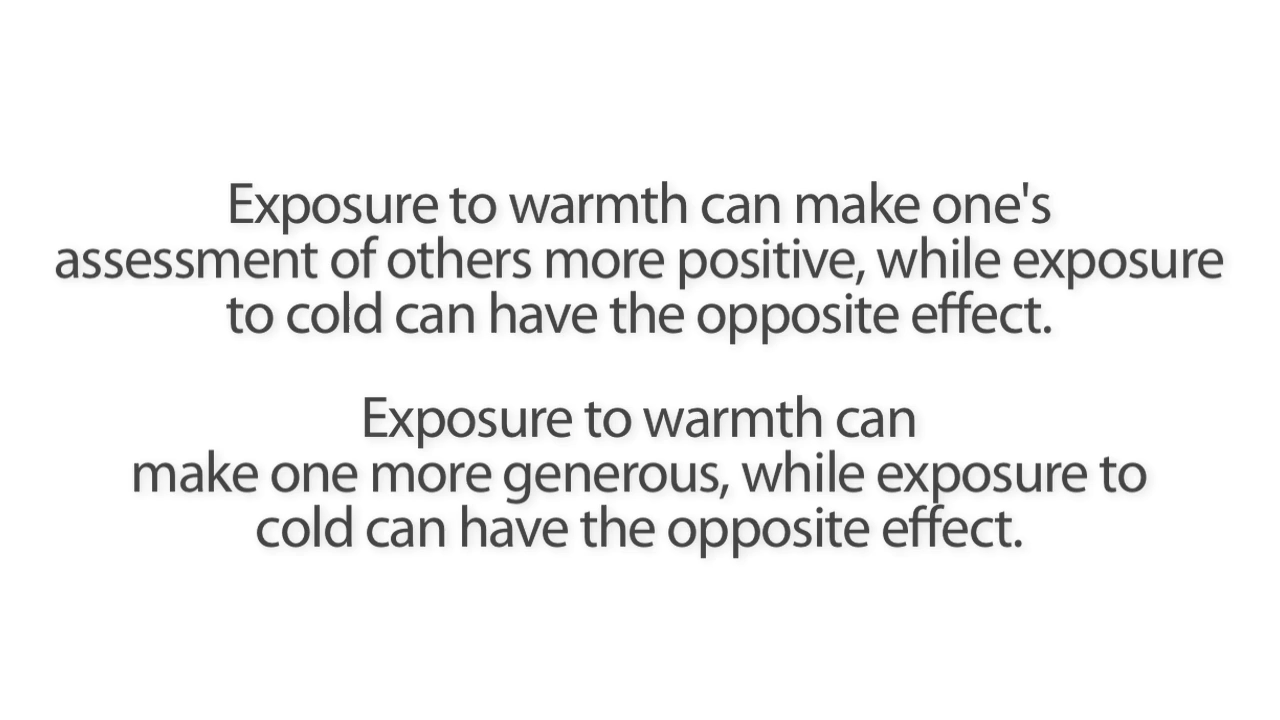 Exposure to warmth can make one's
assessment of others more positive, while exposure
to cold can have the opposite effect.
Exposure to warmth can
make one more generous, while exposure to
cold can have the opposite effect.